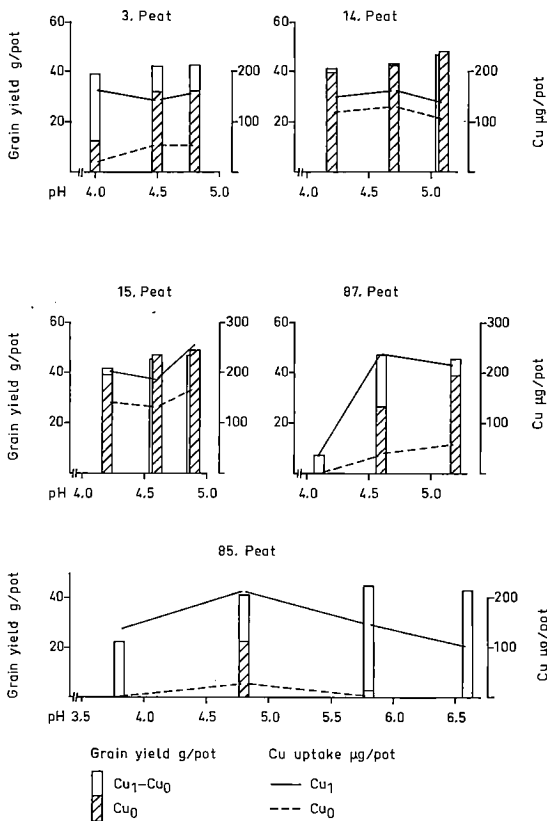 3. Peat
14. Peat
Grain yield g/pot
60
40
20
200
100
60
40
20
200
100
Cu µg/pot
pH 4.0 4.5 5.0
4.0 4.5 5.0
15. Peat
87. Peat
Grain yield g/pot
60
40
20
300
200
100
60
40
20
300
200
100
Cu µg/pot
4.0 4.5 5.0
pH 4.0 4.5 5.0
85. Peat
Grain yield g/pot
40
20
200
100
Cu µg/pot
pH 3.5 4.0 4.5 5.0 5.5 6.0 6.5
Grain yield g/pot Cu uptake µg/pot
Cu₁–Cu₀ Cu₁
Cu₀ Cu₀